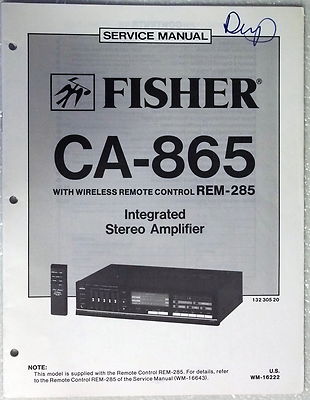 SERVICE MANUAL
Dup
FISHER®
CA-865
WITH WIRELESS REMOTE CONTROL REM-285
Integrated
Stereo Amplifier
132 305 20
NOTE:
This model is supplied with the Remote Control REM-285. For details, refer
to the Remote Control REM-285 of the Service Manual (WM-16643).
U.S.
WM-16222